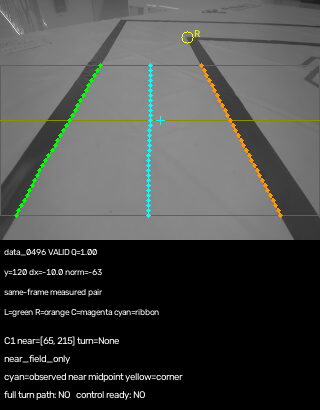 R
data_0496 VALID Q=1.00
y=120 dx=-10.0 norm=-63
same-frame measured pair
L=green R=orange C=magenta cyan=ribbon
C1 near=[65, 215] turn=None
near_field_only
cyan=observed near midpoint yellow=corner
full turn path: NO control ready: NO